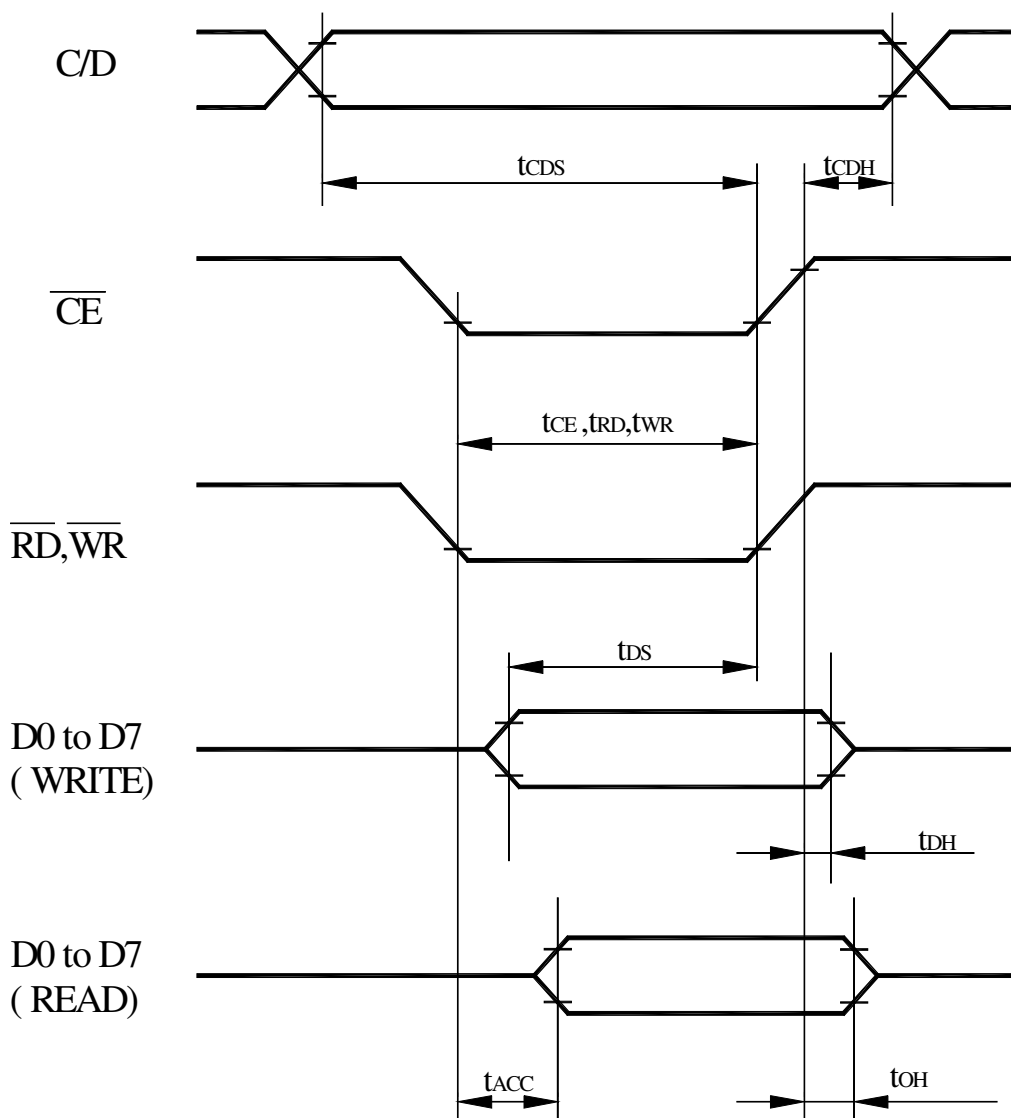 C/D
tCDS
tCDH
CE
tCE ,tRD,tWR
RD,WR
tDS
D0 to D7
( WRITE)
tDH
D0 to D7
( READ)
tACC
tOH